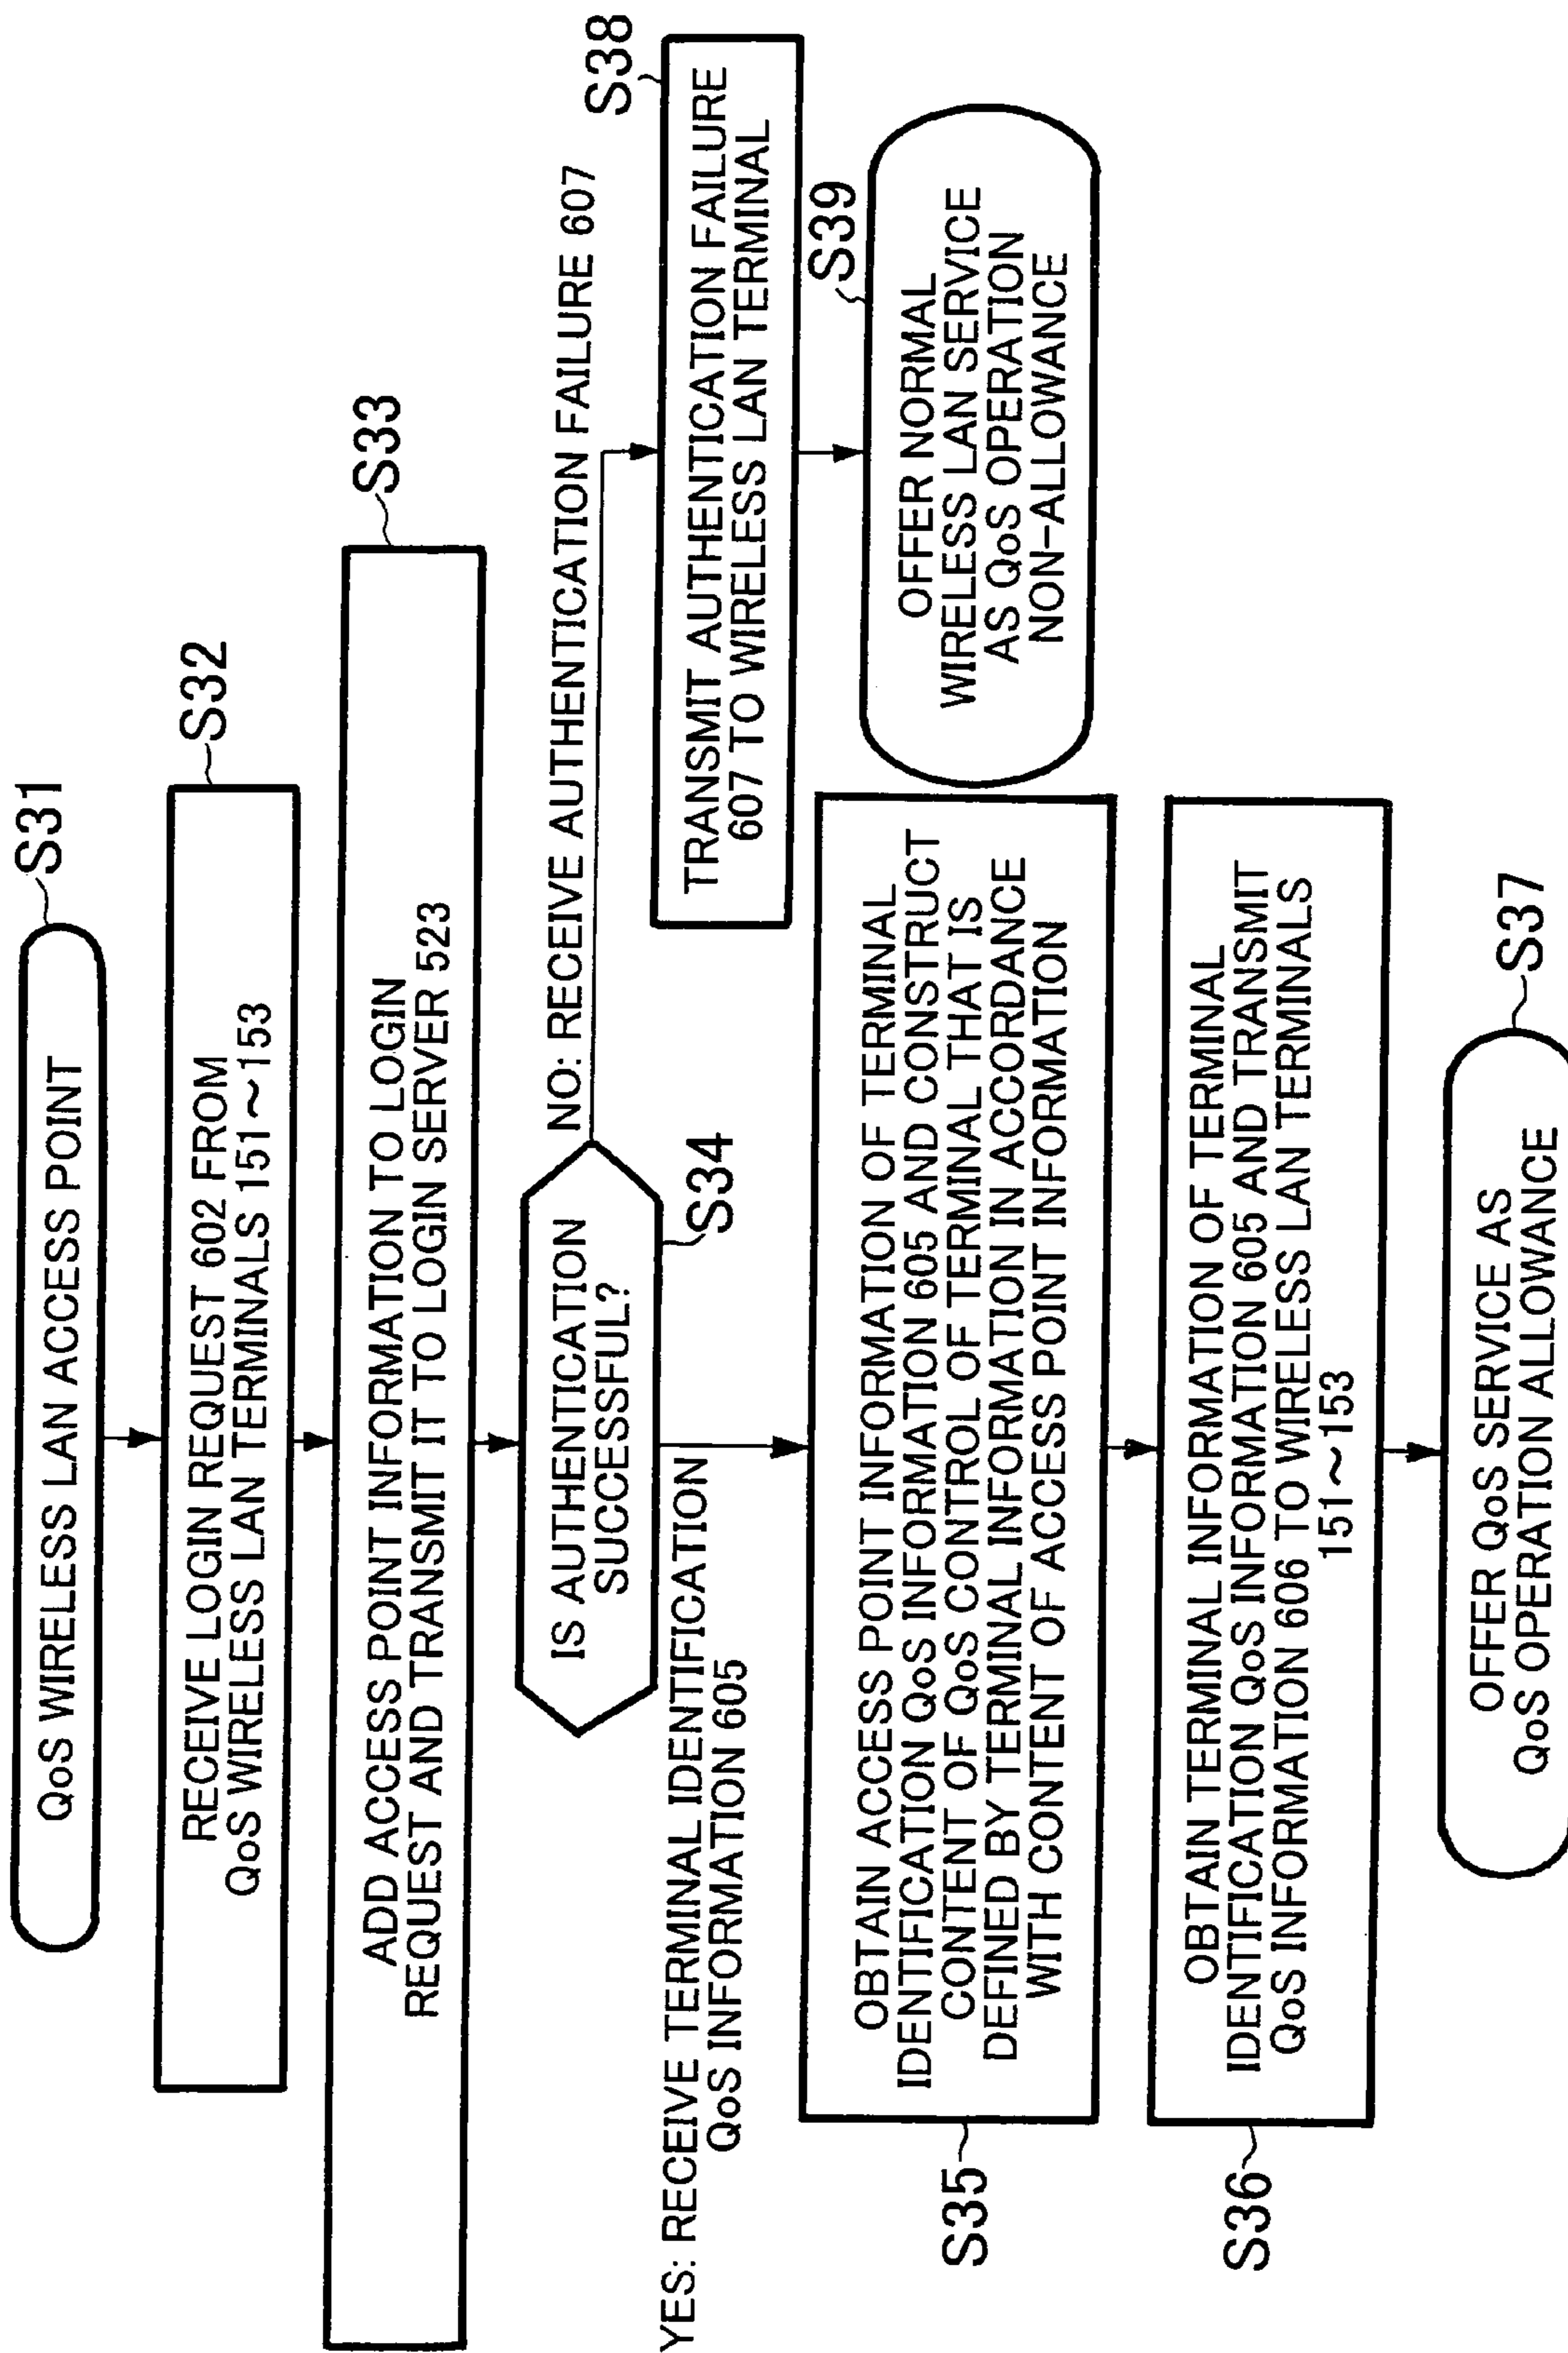 S31
QoS WIRELESS LAN ACCESS POINT
S32
RECEIVE LOGIN REQUEST 602 FROM
QoS WIRELESS LAN TERMINALS 151~153
S33
ADD ACCESS POINT INFORMATION TO LOGIN
REQUEST AND TRANSMIT IT TO LOGIN SERVER 523
IS AUTHENTICATION
SUCCESSFUL?
S34
NO: RECEIVE AUTHENTICATION FAILURE 607
S38
TRANSMIT AUTHENTICATION FAILURE
607 TO WIRELESS LAN TERMINAL
S39
OFFER NORMAL
WIRELESS LAN SERVICE
AS QoS OPERATION
NON-ALLOWANCE
YES: RECEIVE TERMINAL IDENTIFICATION
QoS INFORMATION 605
OBTAIN ACCESS POINT INFORMATION OF TERMINAL
IDENTIFICATION QoS INFORMATION 605 AND CONSTRUCT
CONTENT OF QoS CONTROL OF TERMINAL THAT IS
DEFINED BY TERMINAL INFORMATION IN ACCORDANCE
WITH CONTENT OF ACCESS POINT INFORMATION
S35
OBTAIN TERMINAL INFORMATION OF TERMINAL
IDENTIFICATION QoS INFORMATION 605 AND TRANSMIT
QoS INFORMATION 606 TO WIRELESS LAN TERMINALS
151~153
S36
S37
OFFER QoS SERVICE AS
QoS OPERATION ALLOWANCE